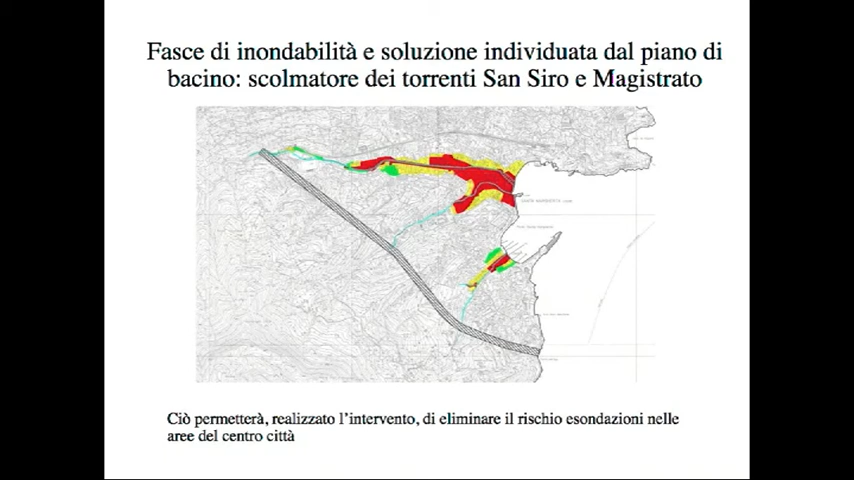 Fasce di inondabilità e soluzione individuata dal piano di
bacino: scolmatore dei torrenti San Siro e Magistrato
Ciò permetterà, realizzato l'intervento, di eliminare il rischio esondazioni nelle
aree del centro città